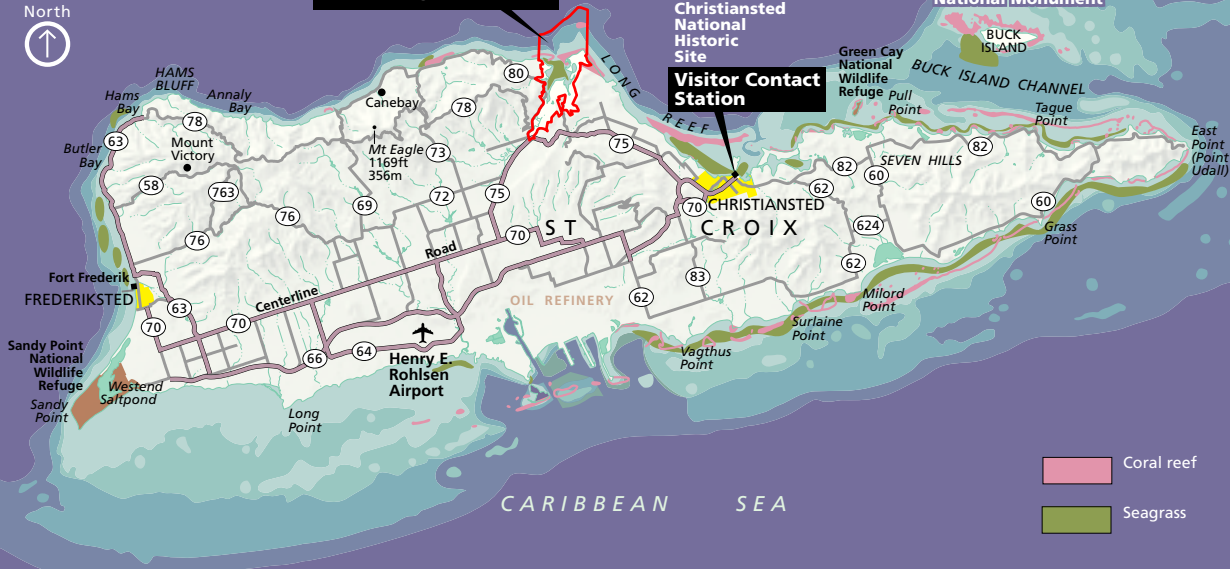 North
National Monument
Christiansted
National
Historic
Site
Visitor Contact
Station
LONG
REEF
BUCK
ISLAND
BUCK ISLAND CHANNEL
Green Cay
National
Wildlife
Refuge
Pull
Point
Tague
Point
East
Point
(Point
Udall)
HAMS
BLUFF
Hams
Bay
Annaly
Bay
Canebay
80
78
78
63
Butler
Bay
Mount
Victory
Mt Eagle
1169ft
356m
73
75
82
82
60
SEVEN HILLS
58
763
76
69
72
75
62
70
CHRISTIANSTED
60
ST CROIX
70
624
Grass
Point
76
Road
62
83
Fort Frederik
FREDERIKSTED
Centerline
OIL REFINERY
62
Milord
Point
63
70
70
Surlaine
Point
66
64
Henry E.
Rohlsen
Airport
Vagthus
Point
Sandy Point
National
Wildlife
Refuge
Westend
Saltpond
Sandy
Point
Long
Point
CARIBBEAN SEA
Coral reef
Seagrass